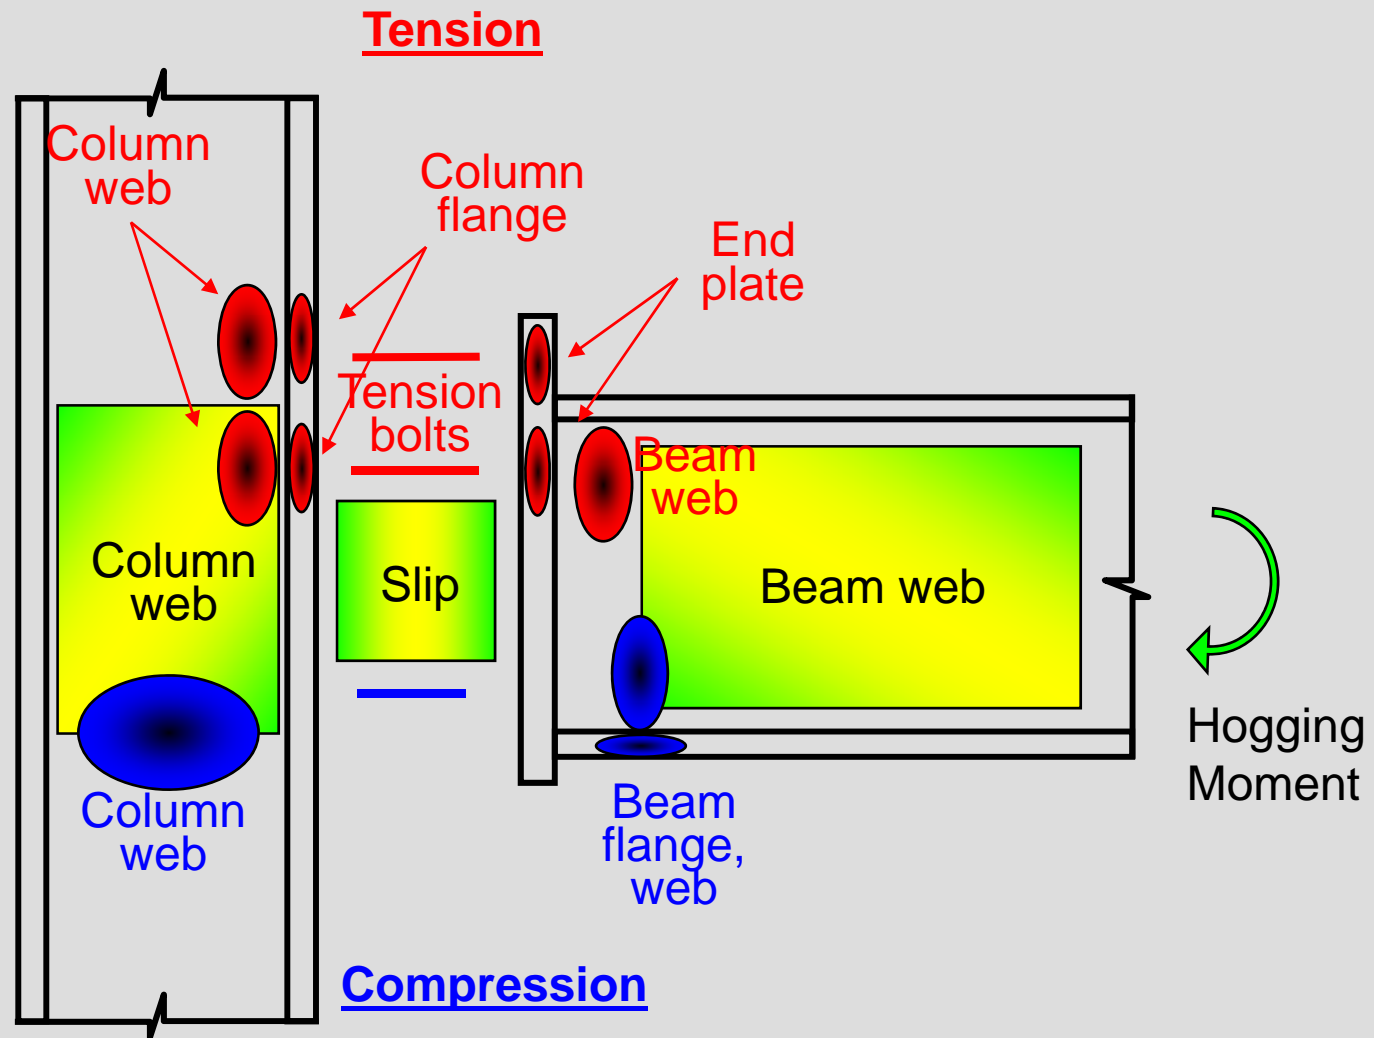 Tension
Column
web
Column
flange
End
plate
Tension
bolts
Beam
web
Column
web
Slip
Beam web
Hogging
Moment
Column
web
Beam
flange,
web
Compression